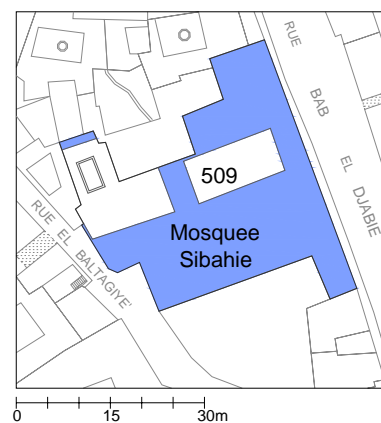 RUE BAB EL DJABIE
509
Mosquee
Sibahie
RUE EL BALTAGIYE'
0 15 30m